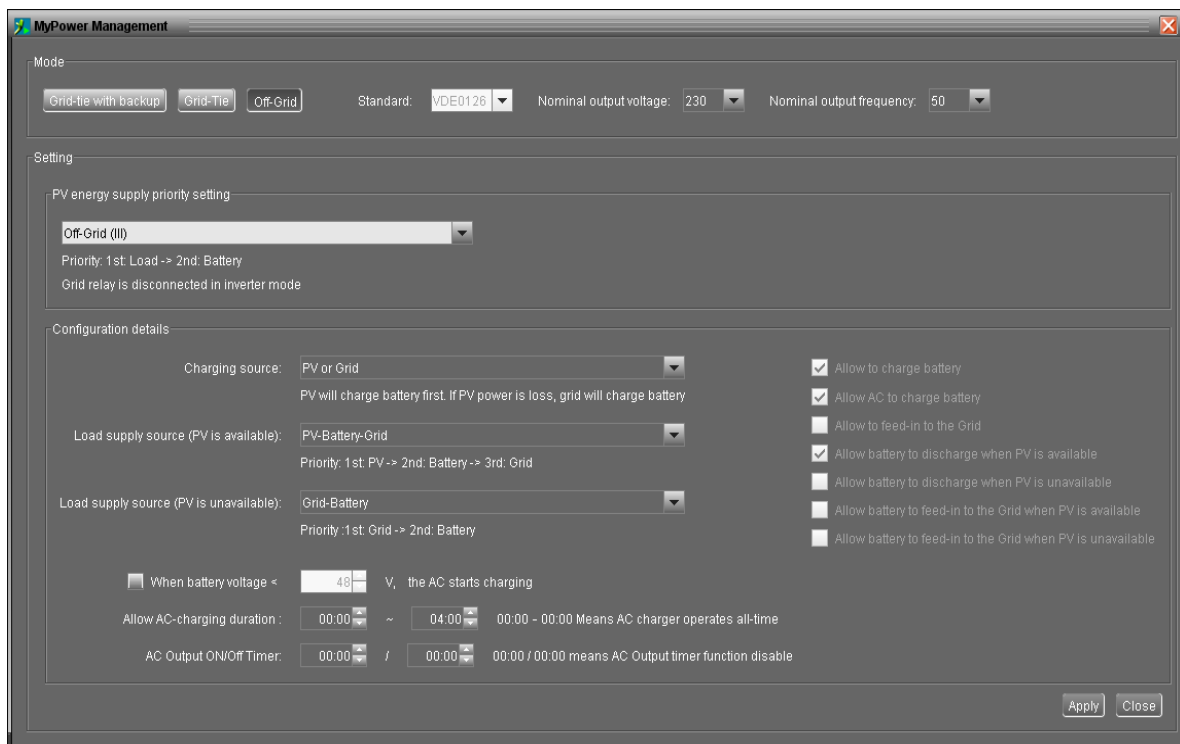 MyPower Management
Mode
Grid-tie with backup Grid-Tie Off-Grid Standard: VDE0126 Nominal output voltage: 230 Nominal output frequency: 50
Setting
PV energy supply priority setting
Off-Grid (III)
Priority: 1st: Load -> 2nd: Battery
Grid relay is disconnected in inverter mode
Configuration details
Charging source: PV or Grid
PV will charge battery first. If PV power is loss, grid will charge battery
Load supply source (PV is available): PV-Battery-Grid
Priority: 1st: PV -> 2nd: Battery -> 3rd: Grid
Load supply source (PV is unavailable): Grid-Battery
Priority :1st: Grid -> 2nd: Battery
Allow to charge battery
Allow AC to charge battery
Allow to feed-in to the Grid
Allow battery to discharge when PV is available
Allow battery to discharge when PV is unavailable
Allow battery to feed-in to the Grid when PV is available
Allow battery to feed-in to the Grid when PV is unavailable
When battery voltage < 48 V, the AC starts charging
Allow AC-charging duration : 00:00 ~ 04:00 00:00 - 00:00 Means AC charger operates all-time
AC Output ON/Off Timer: 00:00 / 00:00 00:00 / 00:00 means AC Output timer function disable
Apply Close